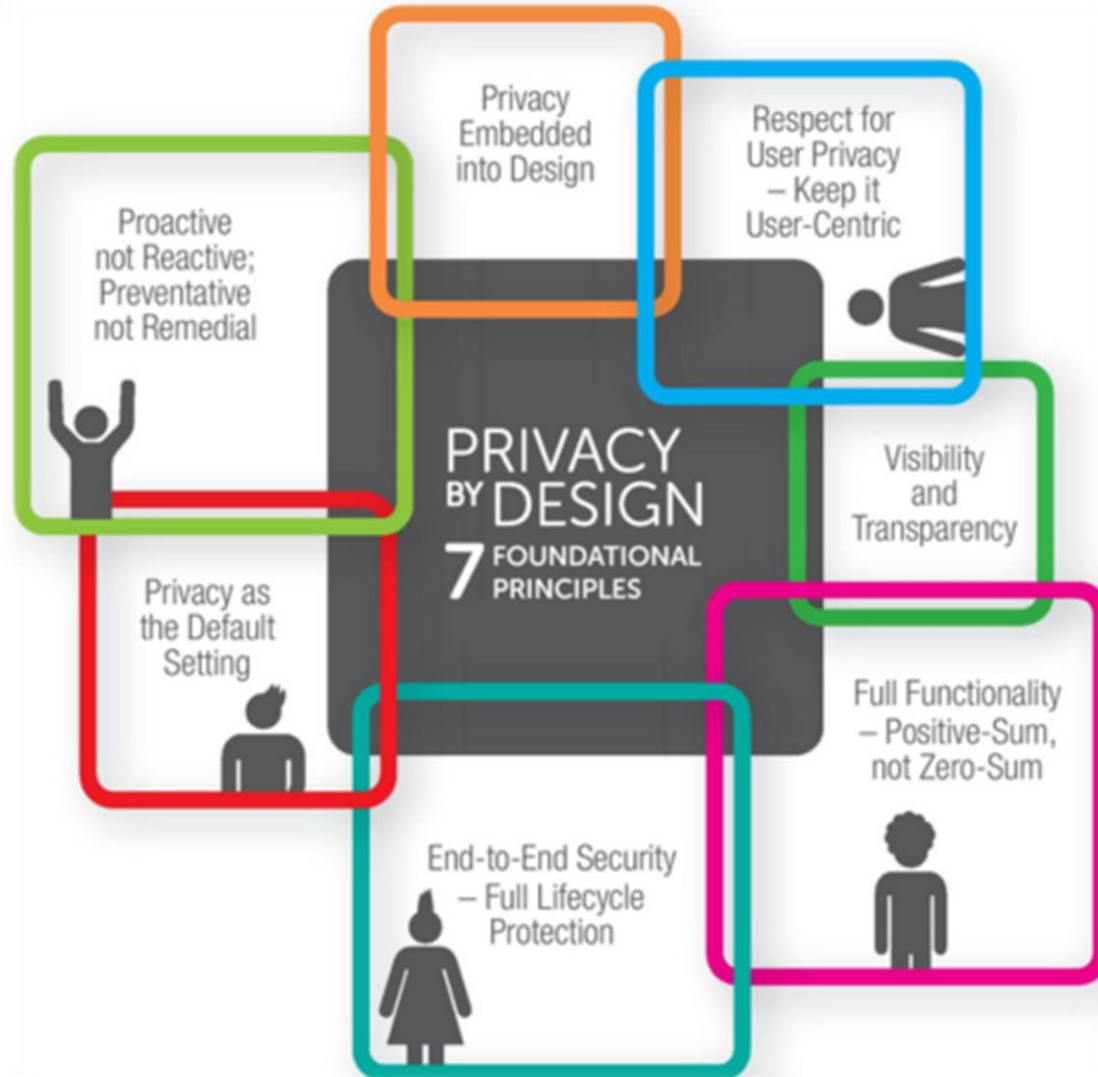 Privacy
Embedded
into Design
Respect for
User Privacy
– Keep it
User-Centric
Proactive
not Reactive;
Preventative
not Remedial
PRIVACY
BY DESIGN
7 FOUNDATIONAL
PRINCIPLES
Visibility
and
Transparency
Privacy as
the Default
Setting
Full Functionality
– Positive-Sum,
not Zero-Sum
End-to-End Security
– Full Lifecycle
Protection